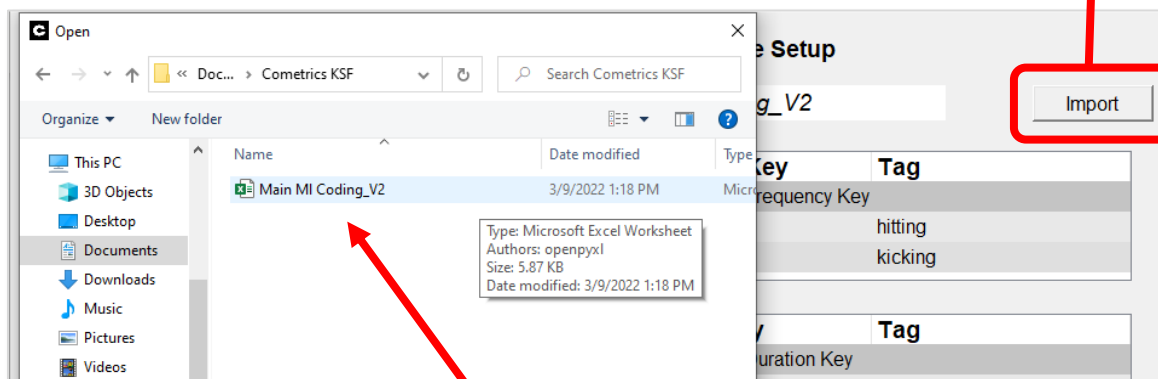 Open
« Doc... > Cometrics KSF
Search Cometrics KSF
Organize
New folder
This PC
3D Objects
Desktop
Documents
Downloads
Music
Pictures
Videos
Name
Date modified
Type
Main MI Coding_V2
3/9/2022 1:18 PM
Micro
Type: Microsoft Excel Worksheet
Authors: openpyxl
Size: 5.87 KB
Date modified: 3/9/2022 1:18 PM
e Setup
g_V2
Import
Key Tag
requency Key
hitting
kicking
y Tag
uration Key